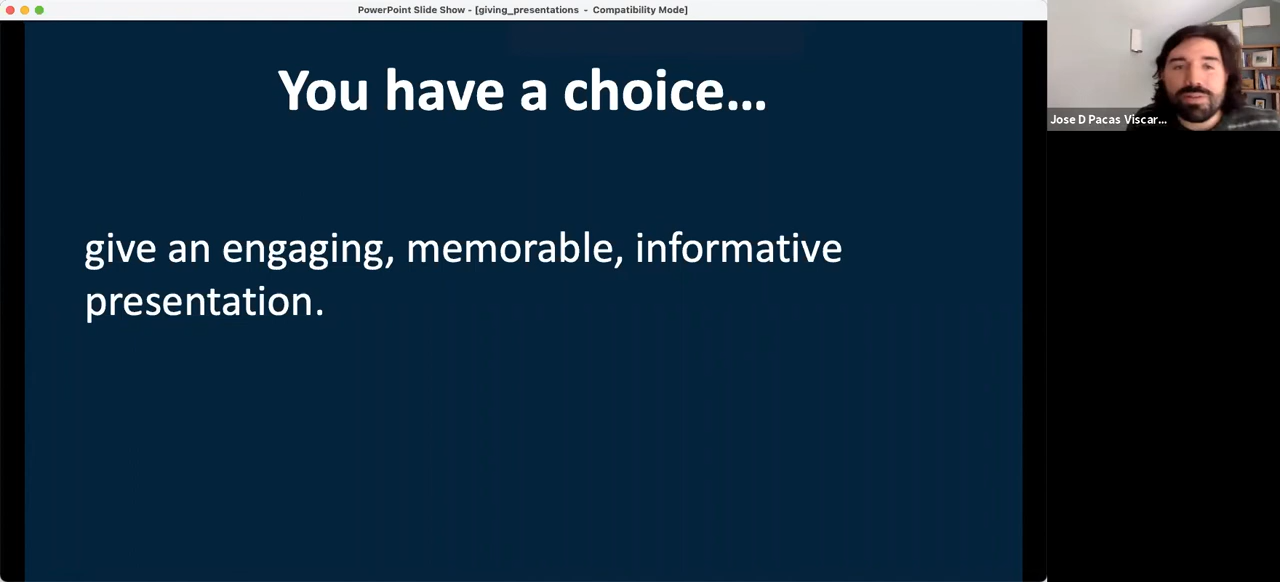 PowerPoint Slide Show - [giving_presentations - Compatibility Mode]
You have a choice...
give an engaging, memorable, informative
presentation.
Jose D Pacas Viscar...